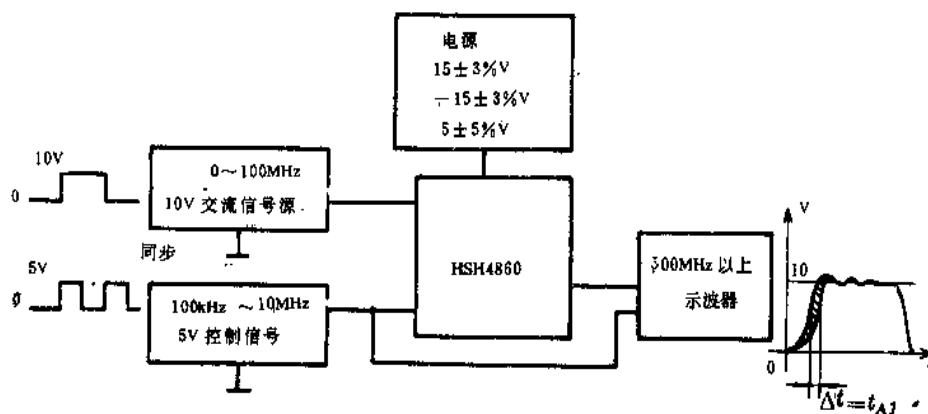 电源
15±3%V
-15±3%V
5±5%V
10V
0
0~100MHz
10V 交流信号源
同步
5V
0
100kHz ~10MHz
5V 控制信号
HSH4860
300MHz 以上
示波器
V
10
0
Δt=tAJ